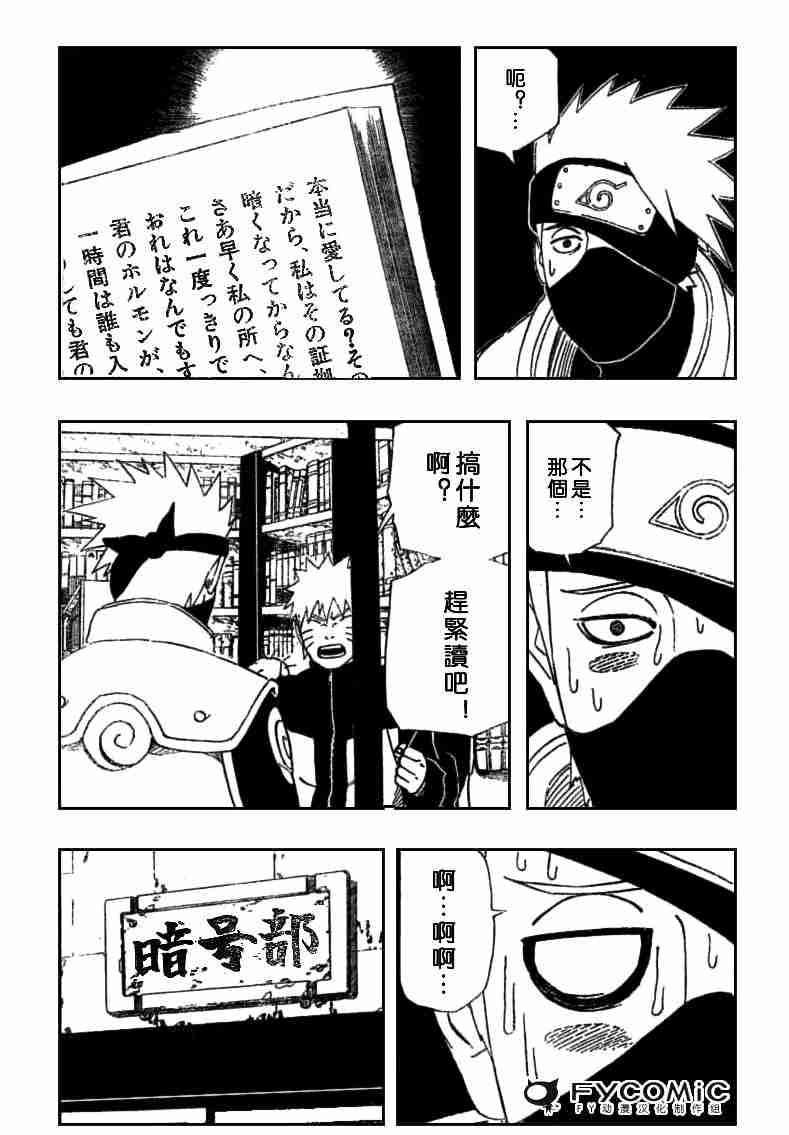 呃？
…
本当に愛してる？その
だから、私はその証拠
暗くなってからなん
さあ早く私の所へ、
これ一度っきりで
おれはなんでもす
君のホルモンが、
一時間は誰も入
しても君の
不是…
那個…
搞什麼
啊？
趕緊讀吧！
啊…啊啊…
暗号部
FYCOMIC
FY动漫汉化制作组